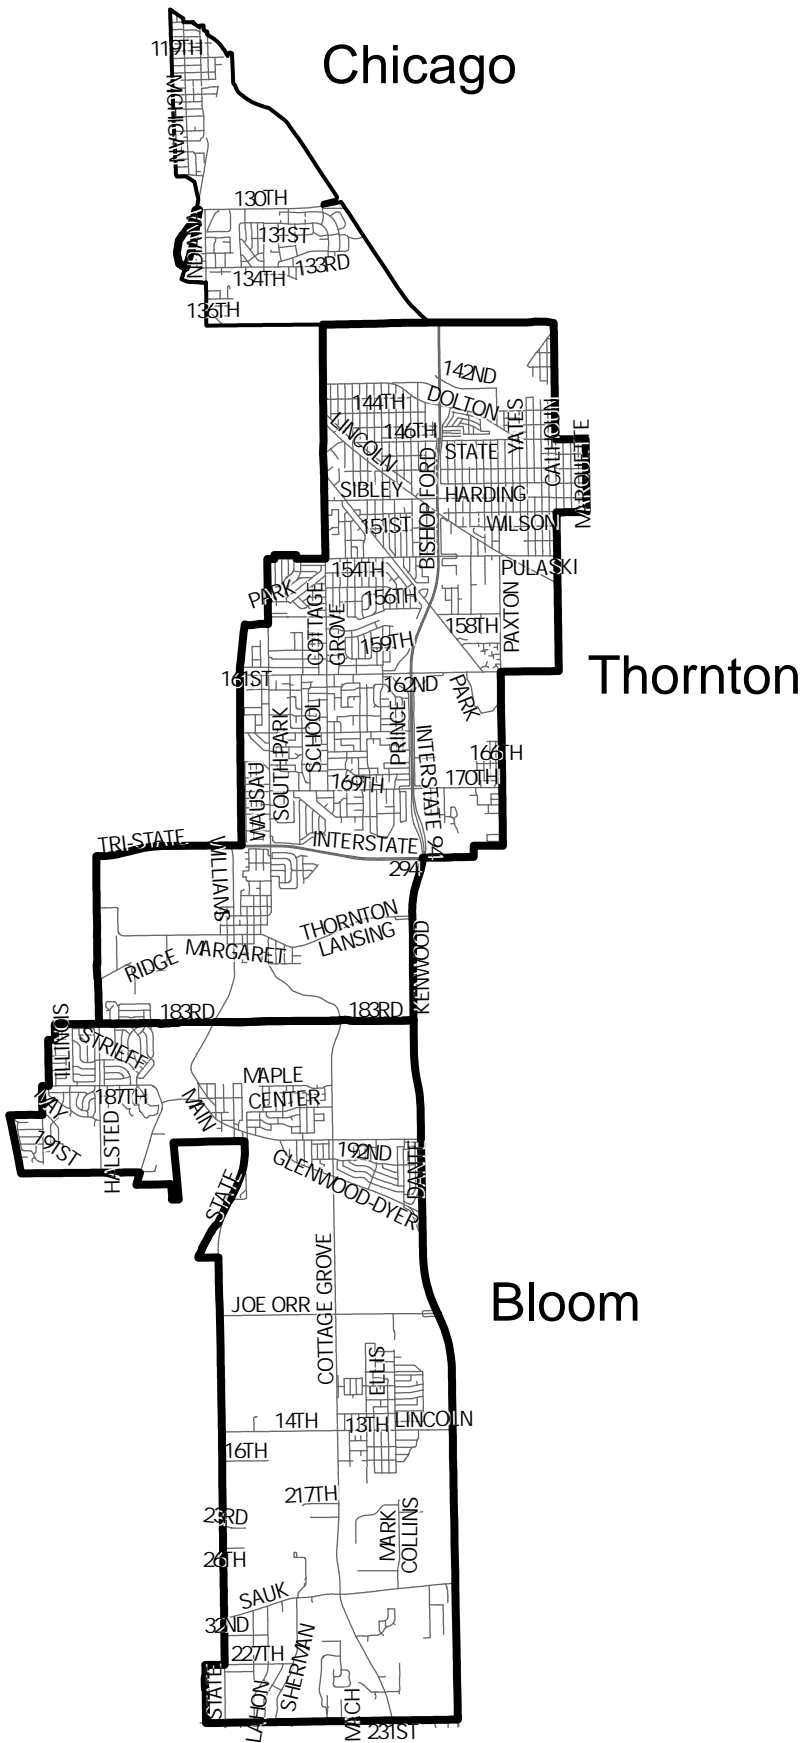 Chicago
119TH
MICHIGAN
130TH
INDIANA
131ST
133RD
134TH
136TH
142ND
144TH
DOLTON
YATES
CALHOUN
MARQUETTE
LINCOLN
146TH
STATE
BISHOP FORD
SIBLEY
HARDING
151ST
WILSON
154TH
PULASKI
PARK
156TH
COTTAGE
GROVE
158TH
PAXTON
159TH
Thornton
161ST
162ND
PARK
SOUTH PARK
SCHOOL
PRINCE
INTERSTATE 94
166TH
169TH
170TH
WAUSAU
TRI-STATE
WILLIAMS
INTERSTATE
294
THORNTON
LANSING
KENWOOD
RIDGE
MARGARET
183RD
183RD
ILLINOIS
STRIEFF
MAPLE
CENTER
WAY
187TH
MAIN
191ST
HALSTED
192ND
DANTE
GLENWOOD-DYER
STATE
Bloom
COTTAGE GROVE
JOE ORR
ELLIS
14TH
13TH
LINCOLN
16TH
217TH
23RD
MARK
COLLINS
26TH
SAUK
32ND
227TH
SHERMAN
STATE
LAHON
MACH
231ST